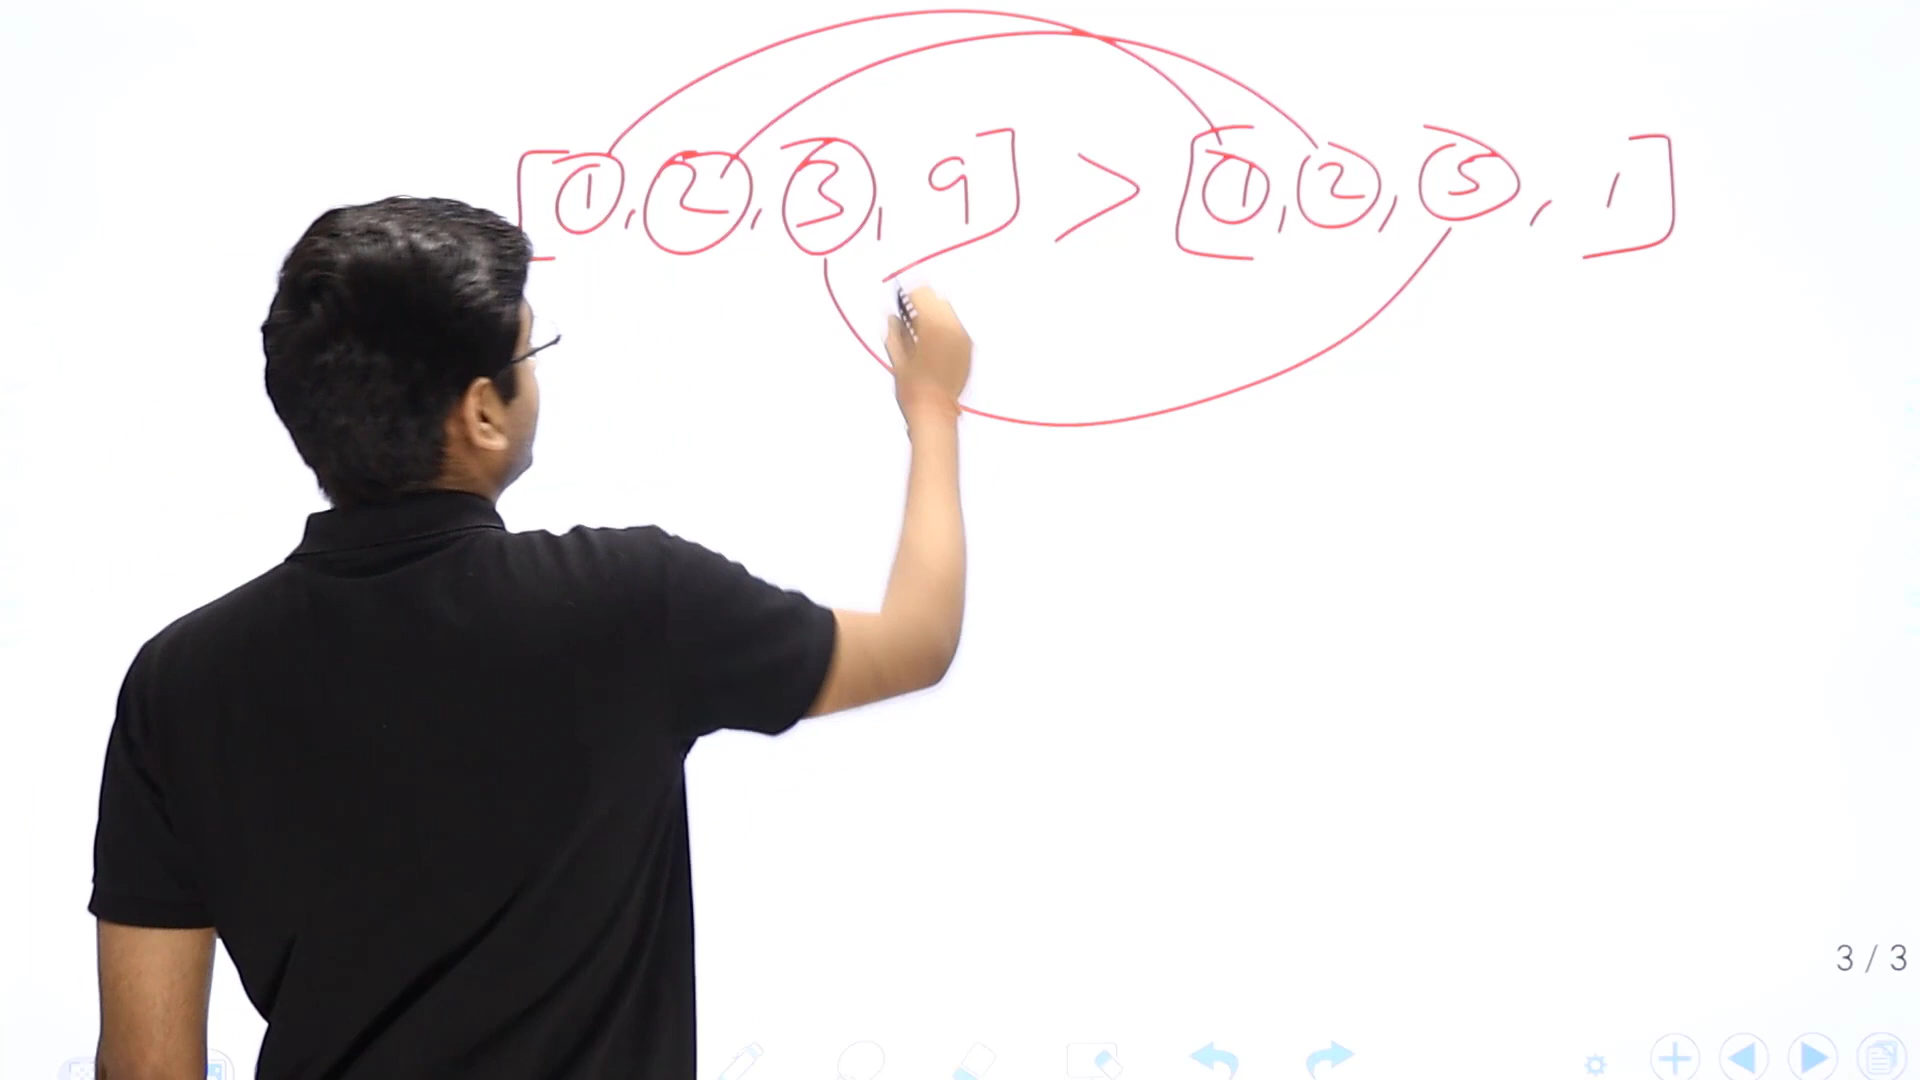 [1, 2, 3, 9] > [1, 2, 5, 1]
3 / 3